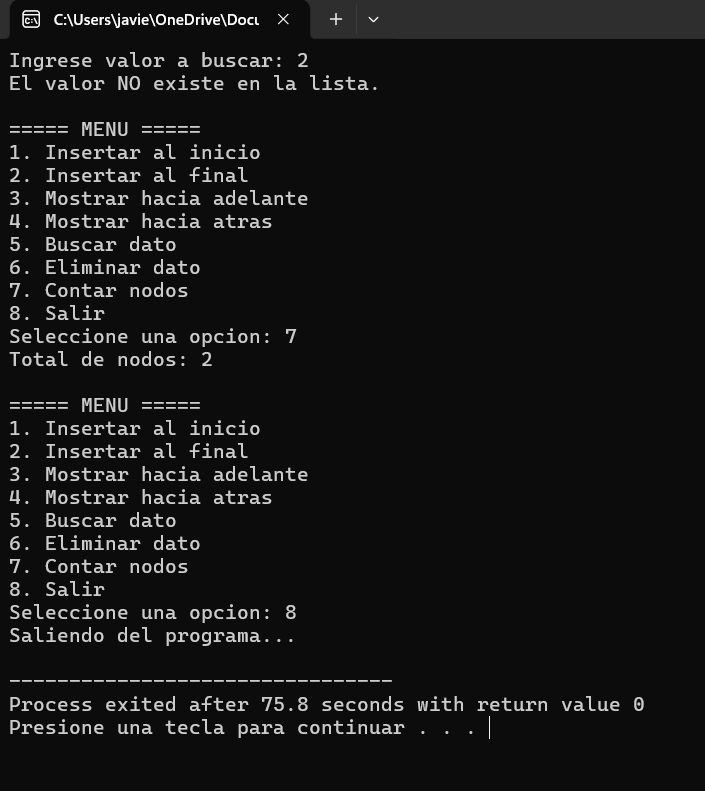 C:\Users\javie\OneDrive\Docu
Ingrese valor a buscar: 2
El valor NO existe en la lista.
===== MENU =====
1. Insertar al inicio
2. Insertar al final
3. Mostrar hacia adelante
4. Mostrar hacia atras
5. Buscar dato
6. Eliminar dato
7. Contar nodos
8. Salir
Seleccione una opcion: 7
Total de nodos: 2
===== MENU =====
1. Insertar al inicio
2. Insertar al final
3. Mostrar hacia adelante
4. Mostrar hacia atras
5. Buscar dato
6. Eliminar dato
7. Contar nodos
8. Salir
Seleccione una opcion: 8
Saliendo del programa...
--------------------------------
Process exited after 75.8 seconds with return value 0
Presione una tecla para continuar . . .